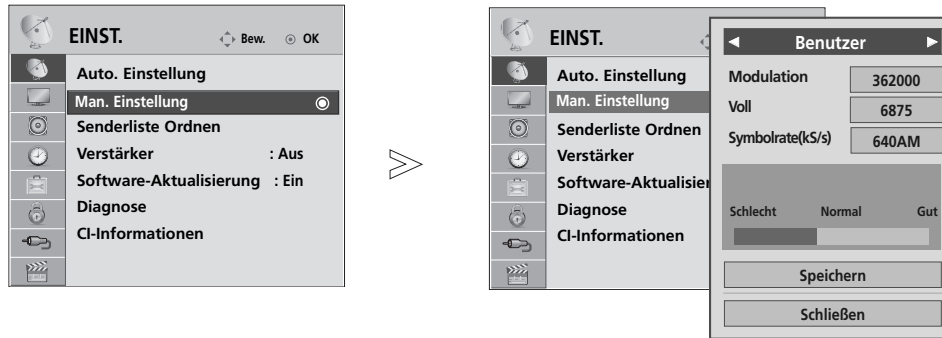 EINST.
Bew.
OK
Auto. Einstellung
Man. Einstellung
Senderliste Ordnen
Verstärker : Aus
Software-Aktualisierung : Ein
Diagnose
CI-Informationen
EINST.
Auto. Einstellung
Man. Einstellung
Senderliste Ordnen
Verstärker
Software-Aktualisier
Diagnose
CI-Informationen
Benutzer
Modulation 362000
Voll 6875
Symbolrate(kS/s) 640AM
Schlecht Normal Gut
Speichern
Schließen